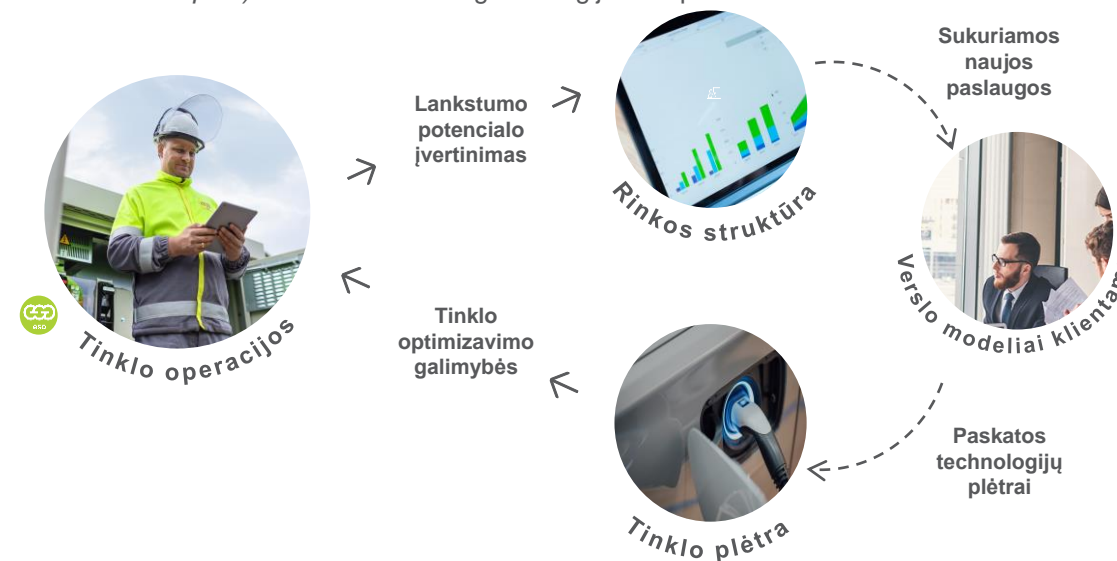 Lankstumo
potencialo
įvertinimas
Rinkos struktūra
Sukuriamos
naujos
paslaugos
Verslo modeliai
Tinklo operacijos
eso
Tinklo
optimizavimo
galimybės
Tinklo plėtra
Paskatos
technologijų
plėtrai